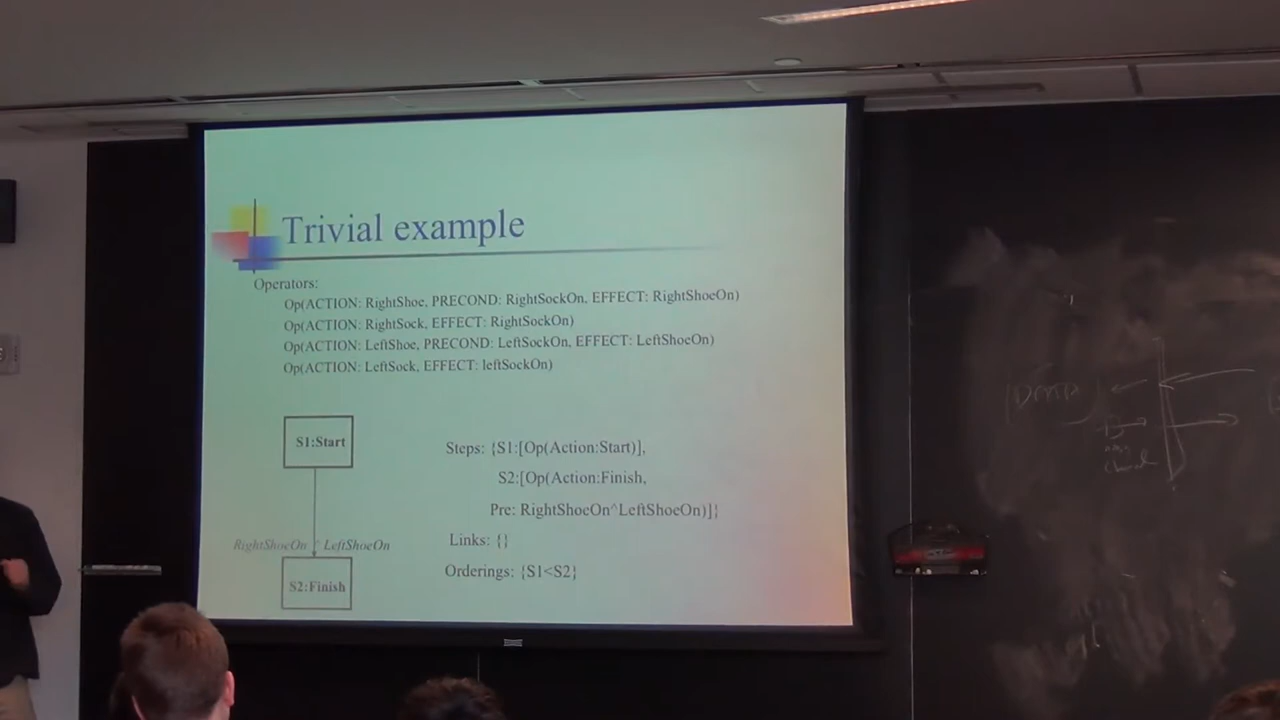 Trivial example
Operators:
Op(ACTION: RightShoe, PRECOND: RightSockOn, EFFECT: RightShoeOn)
Op(ACTION: RightSock, EFFECT: RightSockOn)
Op(ACTION: LeftShoe, PRECOND: LeftSockOn, EFFECT: LeftShoeOn)
Op(ACTION: LeftSock, EFFECT: leftSockOn)
S1:Start
Steps: {S1:[Op(Action:Start)],
S2:[Op(Action:Finish,
Pre: RightShoeOn^LeftShoeOn)]}
Links: {}
RightShoeOn ^ LeftShoeOn
Orderings: {S1<S2}
S2:Finish